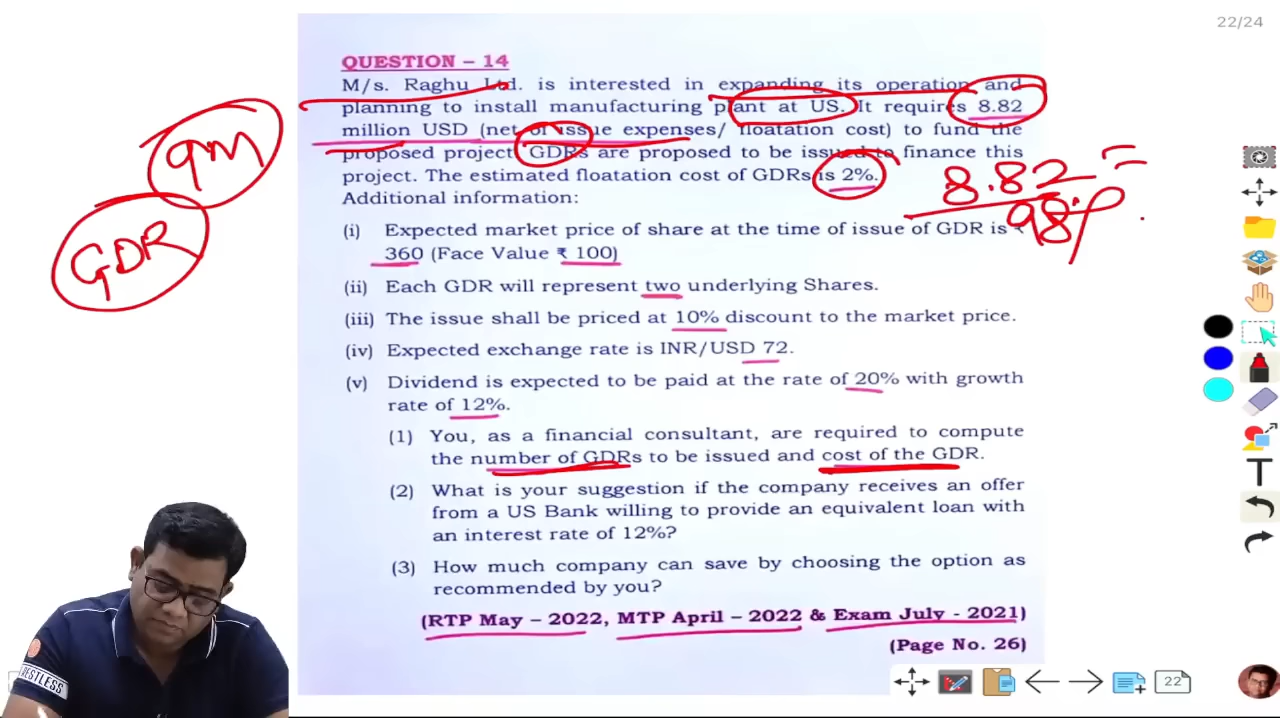 22/24
QUESTION – 14
M/s. Raghu Ltd. is interested in expanding its operation and
planning to install manufacturing plant at US. It requires 8.82
million USD (net of issue expenses/ floatation cost) to fund the
proposed project. GDRs are proposed to be issued to finance this
project. The estimated floatation cost of GDRs is 2%.
Additional information:
(i) Expected market price of share at the time of issue of GDR is ₹
360 (Face Value ₹ 100)
(ii) Each GDR will represent two underlying Shares.
(iii) The issue shall be priced at 10% discount to the market price.
(iv) Expected exchange rate is INR/USD 72.
(v) Dividend is expected to be paid at the rate of 20% with growth
rate of 12%.
(1) You, as a financial consultant, are required to compute
the number of GDRs to be issued and cost of the GDR.
(2) What is your suggestion if the company receives an offer
from a US Bank willing to provide an equivalent loan with
an interest rate of 12%?
(3) How much company can save by choosing the option as
recommended by you?
(RTP May – 2022, MTP April – 2022 & Exam July - 2021)
(Page No. 26)
9M
GDR
8.82 =
98%
T
22
RESTLESS